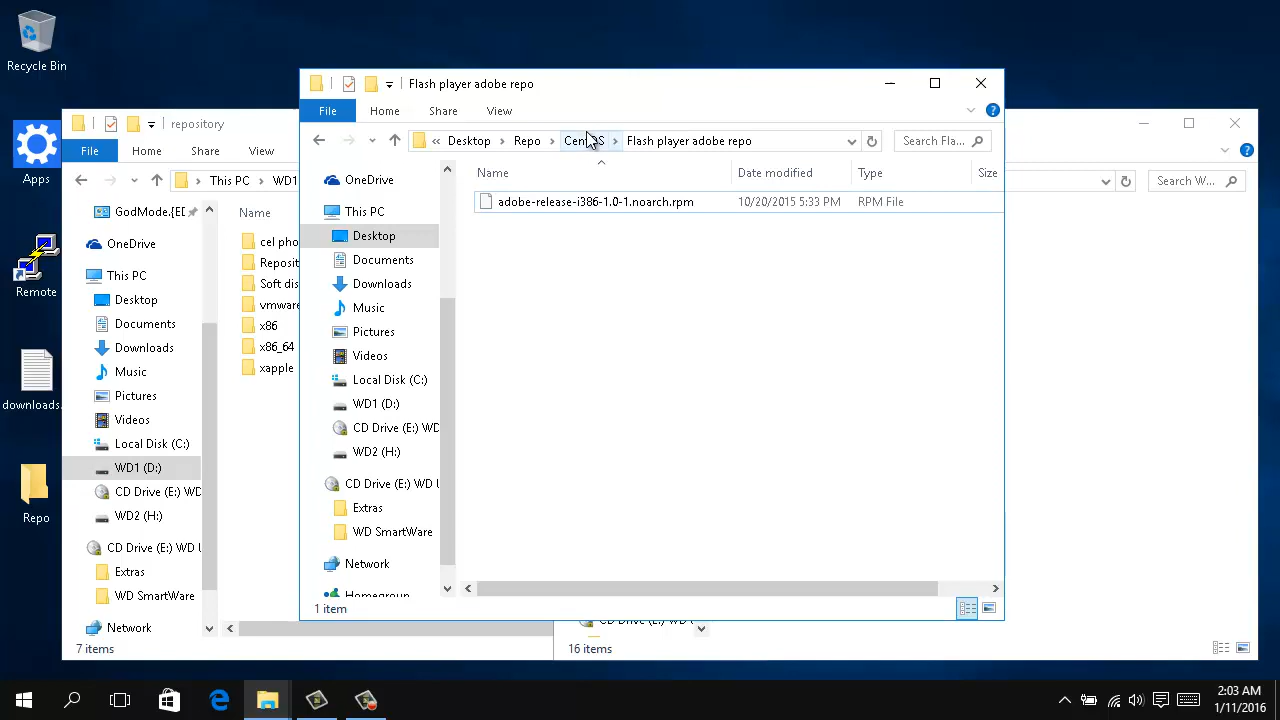 Recycle Bin
Apps
Remote
downloads.
Repo
repository
File
Home
Share
View
This PC
WD1
Search W...
GodMode.{ED
OneDrive
This PC
Desktop
Documents
Downloads
Music
Pictures
Videos
Local Disk (C:)
WD1 (D:)
CD Drive (E:) WD
WD2 (H:)
CD Drive (E:) WD U
Extras
WD SmartWare
Network
Name
cel pho
Reposit
Soft dis
vmware
x86
x86_64
xapple
7 items
Flash player adobe repo
File
Home
Share
View
« Desktop > Repo > CentOS > Flash player adobe repo
Search Fla...
OneDrive
This PC
Desktop
Documents
Downloads
Music
Pictures
Videos
Local Disk (C:)
WD1 (D:)
CD Drive (E:) WD
WD2 (H:)
CD Drive (E:) WD U
Extras
WD SmartWare
Network
Homegroup
Name
Date modified
Type
Size
adobe-release-i386-1.0-1.noarch.rpm
10/20/2015 5:33 PM
RPM File
1 item
16 items
2:03 AM
1/11/2016